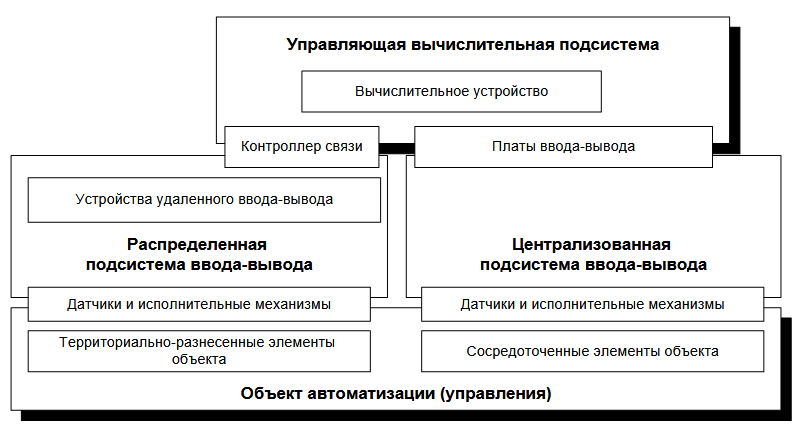 Управляющая вычислительная подсистема
Вычислительное устройство
Контроллер связи
Платы ввода-вывода
Устройства удаленного ввода-вывода
Распределенная
подсистема ввода-вывода
Централизованная
подсистема ввода-вывода
Датчики и исполнительные механизмы
Датчики и исполнительные механизмы
Территориально-разнесенные элементы
объекта
Сосредоточенные элементы объекта
Объект автоматизации (управления)